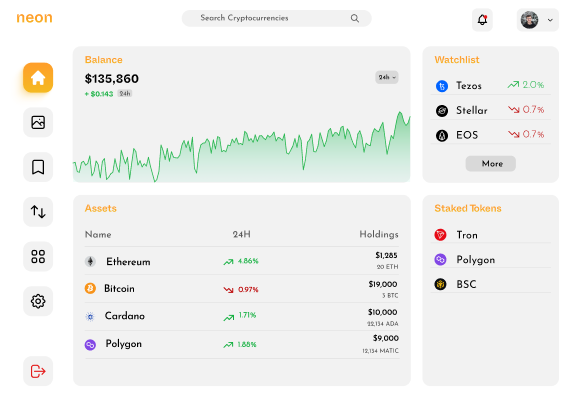 neon
Search Cryptocurrencies
Balance
$135,860
24h
+ $0.143 24h
Watchlist
Tezos 2.0%
Stellar 0.7%
EOS 0.7%
More
Assets
Name 24H Holdings
Ethereum 4.86% $1,285
20 ETH
Bitcoin 0.97% $19,000
5 BTC
Cardano 1.71% $10,000
22,134 ADA
Polygon 1.88% $9,000
12,134 MATIC
Staked Tokens
Tron
Polygon
BSC